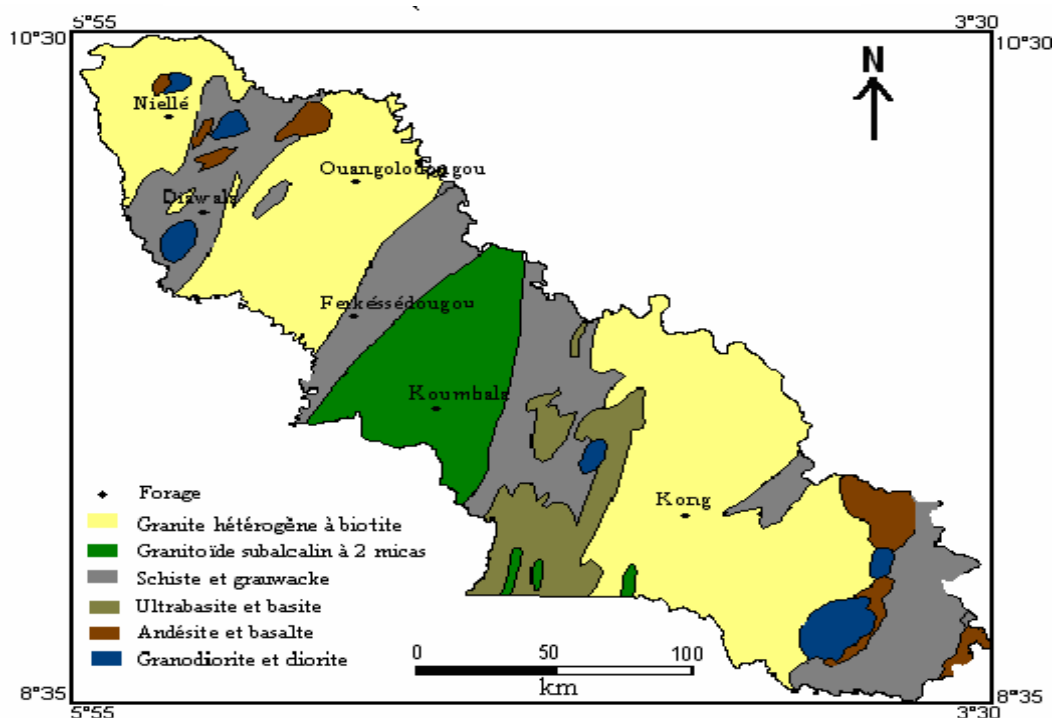 5°55
3°30
10°30
10°30
N
Niellé
Ouangolodougou
Diawala
Ferkéssédougou
Koumbala
Kong
Forage
Granite hétérogène à biotite
Granitoïde subalcalin à 2 micas
Schiste et grauwacke
Ultrabasite et basite
Andésite et basalte
Granodiorite et diorite
0 50 100
km
8°35
8°35
5°55
3°30